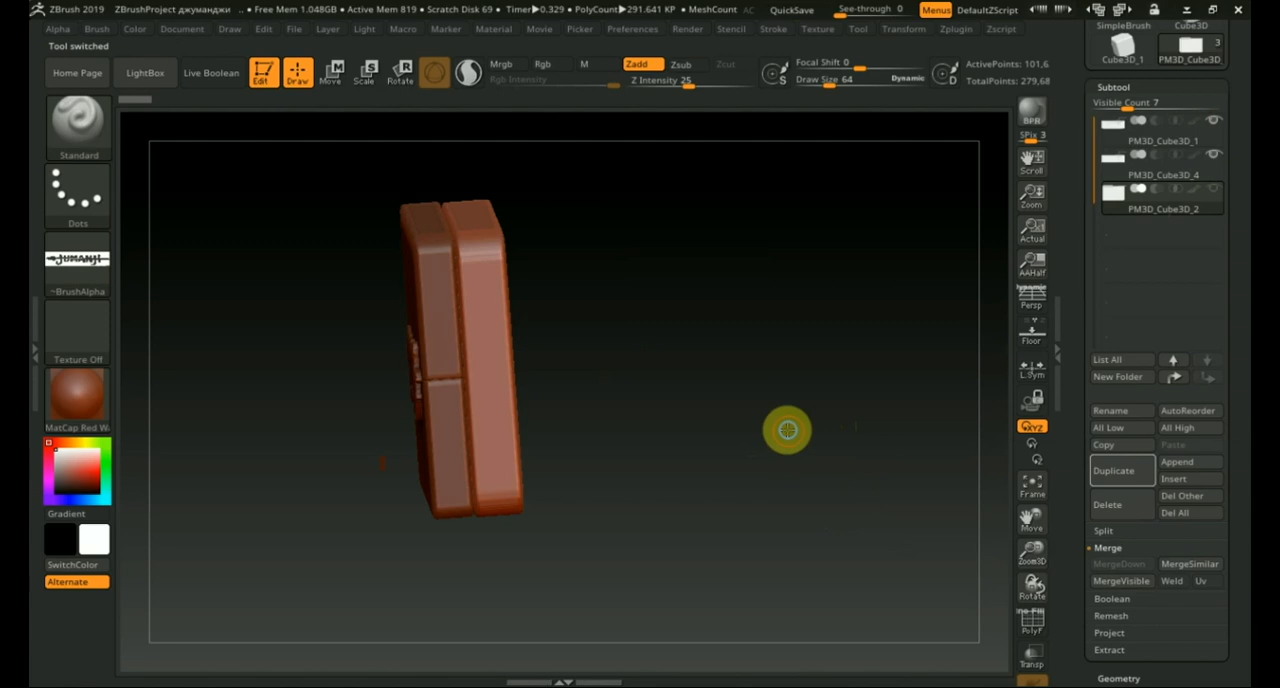 ZBrush 2019 ZBrushProject джуманджи ... • Free Mem 1.048GB • Active Mem 819 • Scratch Disk 69 • Timer▶0.329 • PolyCount▶291.641 KP • MeshCount AC QuickSave See-through 0 Menus DefaultZScript
Alpha Brush Color Document Draw Edit File Layer Light Macro Marker Material Movie Picker Preferences Render Stencil Stroke Texture Tool Transform Zplugin Zscript
Tool switched
Home Page LightBox Live Boolean Edit Draw Move Scale Rotate
Mrgb Rgb M Zadd Zsub Zcut
Rgb Intensity Z Intensity 25
S Focal Shift 0
Draw Size 64 Dynamic D
ActivePoints: 101,6
TotalPoints: 279,68
Standard
Dots
JUMANJI
~BrushAlpha
Texture Off
MatCap Red Wa
Gradient
SwitchColor
Alternate
BPR
SPix 3
Scroll
Zoom
Actual
AAHalf
Dynamic
Persp
Floor
L.Sym
XYZ
Frame
Move
Zoom3D
Rotate
Line Fill
PolyF
Transp
SimpleBrush Cube3D
3
Cube3D_1 PM3D_Cube3D_
Subtool
Visible Count 7
PM3D_Cube3D_1
PM3D_Cube3D_4
PM3D_Cube3D_2
List All
New Folder
Rename AutoReorder
All Low All High
Copy Paste
Duplicate Append
Insert
Delete Del Other
Del All
Split
Merge
MergeDown MergeSimilar
MergeVisible Weld Uv
Boolean
Remesh
Project
Extract
Geometry